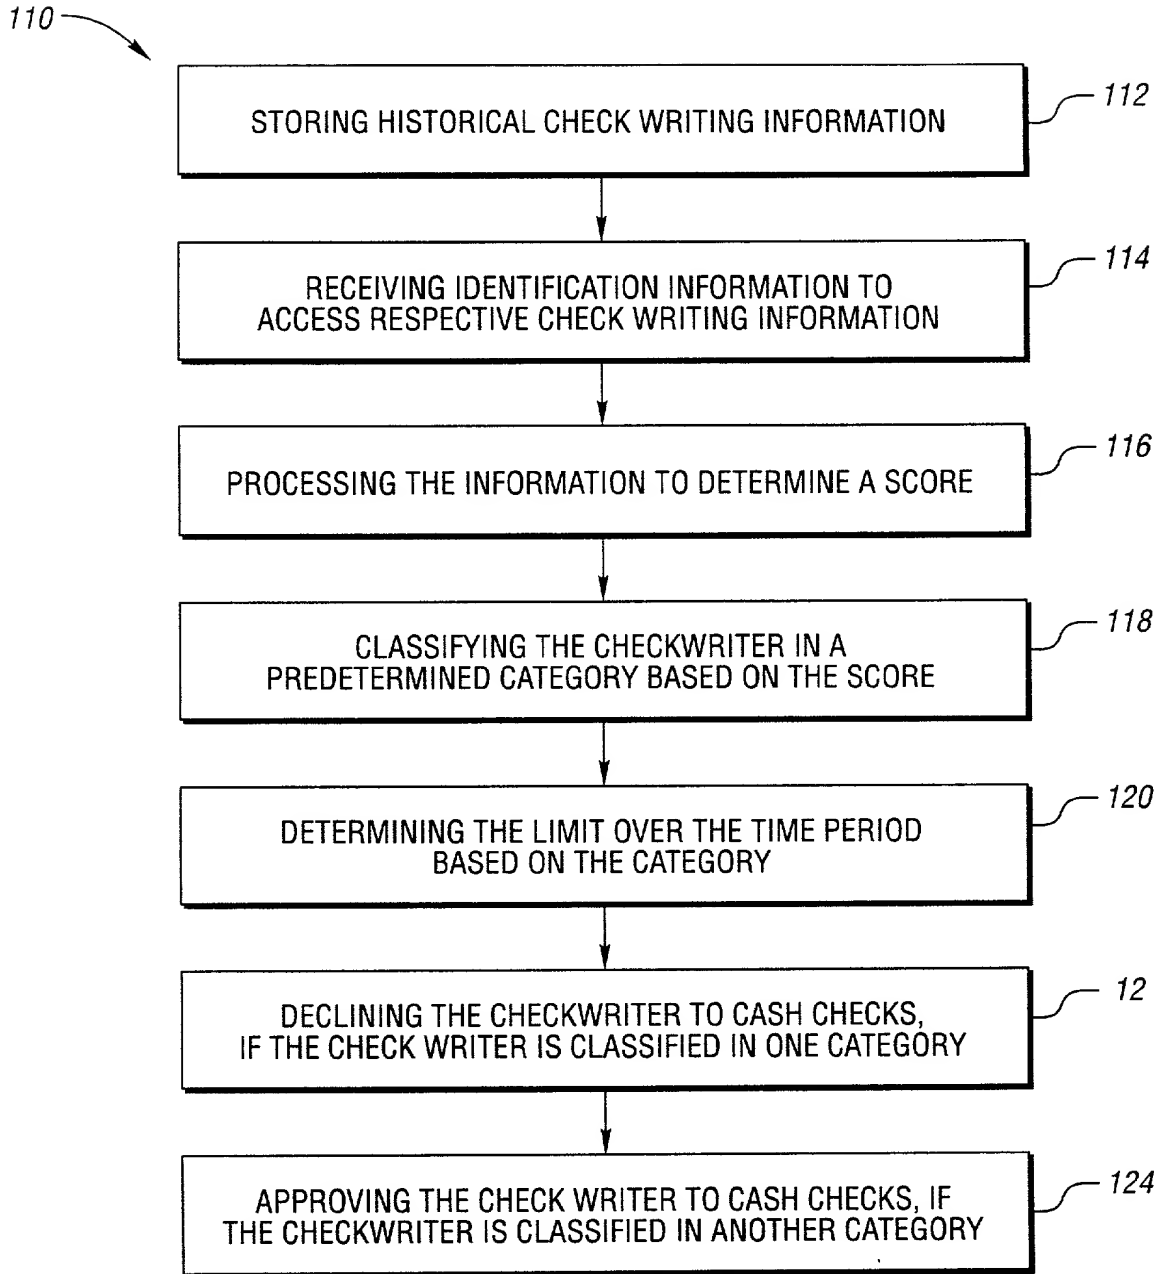 110
STORING HISTORICAL CHECK WRITING INFORMATION
112
RECEIVING IDENTIFICATION INFORMATION TO
ACCESS RESPECTIVE CHECK WRITING INFORMATION
114
PROCESSING THE INFORMATION TO DETERMINE A SCORE
116
CLASSIFYING THE CHECKWRITER IN A
PREDETERMINED CATEGORY BASED ON THE SCORE
118
DETERMINING THE LIMIT OVER THE TIME PERIOD
BASED ON THE CATEGORY
120
DECLINING THE CHECKWRITER TO CASH CHECKS,
IF THE CHECK WRITER IS CLASSIFIED IN ONE CATEGORY
12
APPROVING THE CHECK WRITER TO CASH CHECKS, IF
THE CHECKWRITER IS CLASSIFIED IN ANOTHER CATEGORY
124